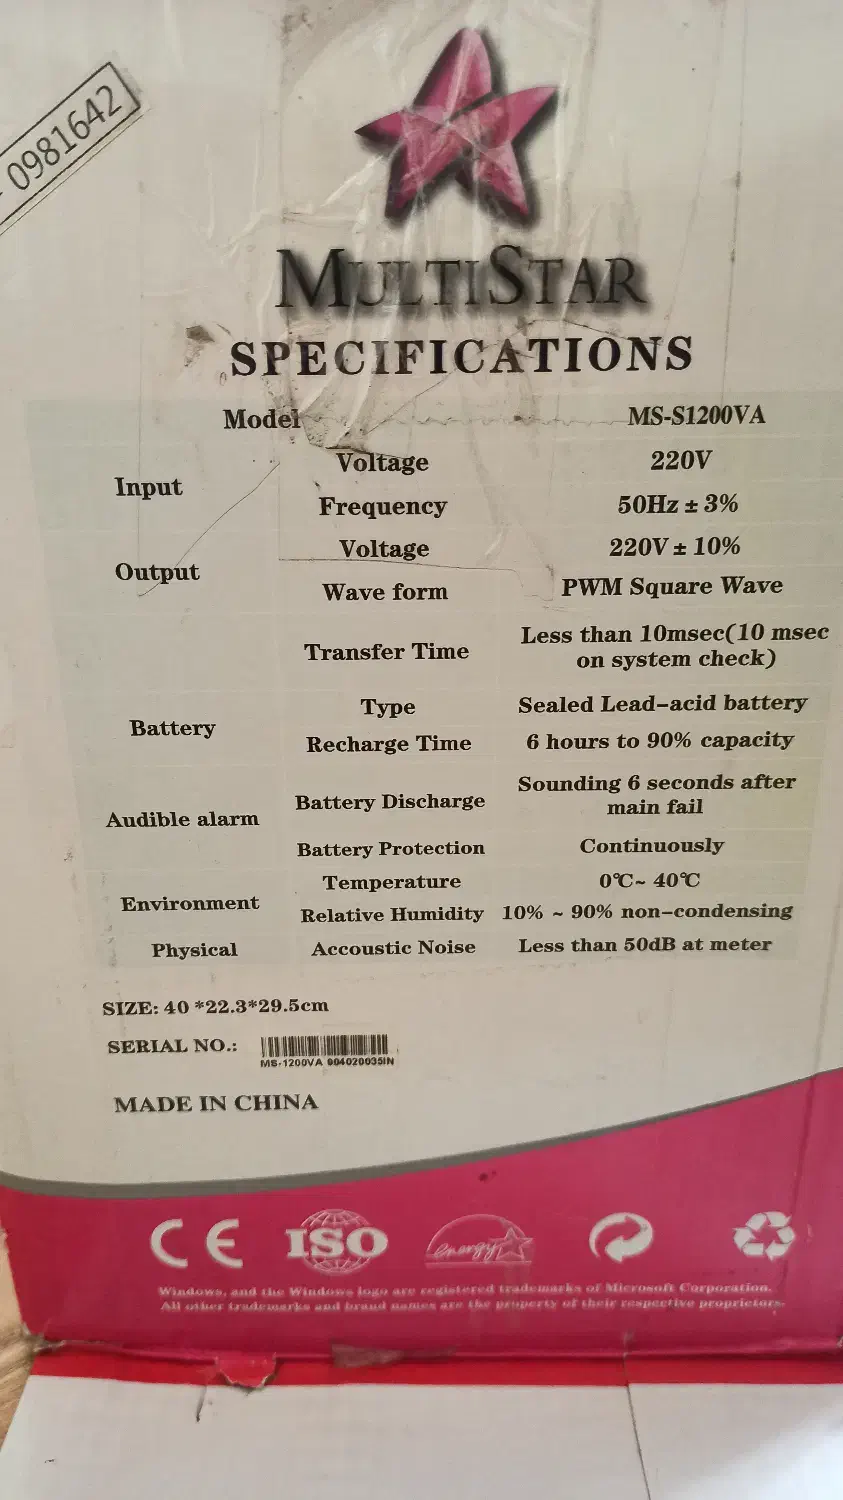 0981642
MULTISTAR
SPECIFICATIONS
Model MS-S1200VA
Input Voltage 220V
Frequency 50Hz ± 3%
Output Voltage 220V ± 10%
Wave form PWM Square Wave
Transfer Time Less than 10msec(10 msec
on system check)
Battery Type Sealed Lead-acid battery
Recharge Time 6 hours to 90% capacity
Audible alarm Battery Discharge Sounding 6 seconds after
main fail
Battery Protection Continuously
Environment Temperature 0℃~ 40℃
Relative Humidity 10% ~ 90% non-condensing
Physical Accoustic Noise Less than 50dB at meter
SIZE: 40 *22.3*29.5cm
SERIAL NO.:
MS-1200VA 904020035IN
MADE IN CHINA
CE ISO energy
Windows, and the Windows logo are registered trademarks of Microsoft Corporation.
All other trademarks and brand names are the property of their respective proprietors.